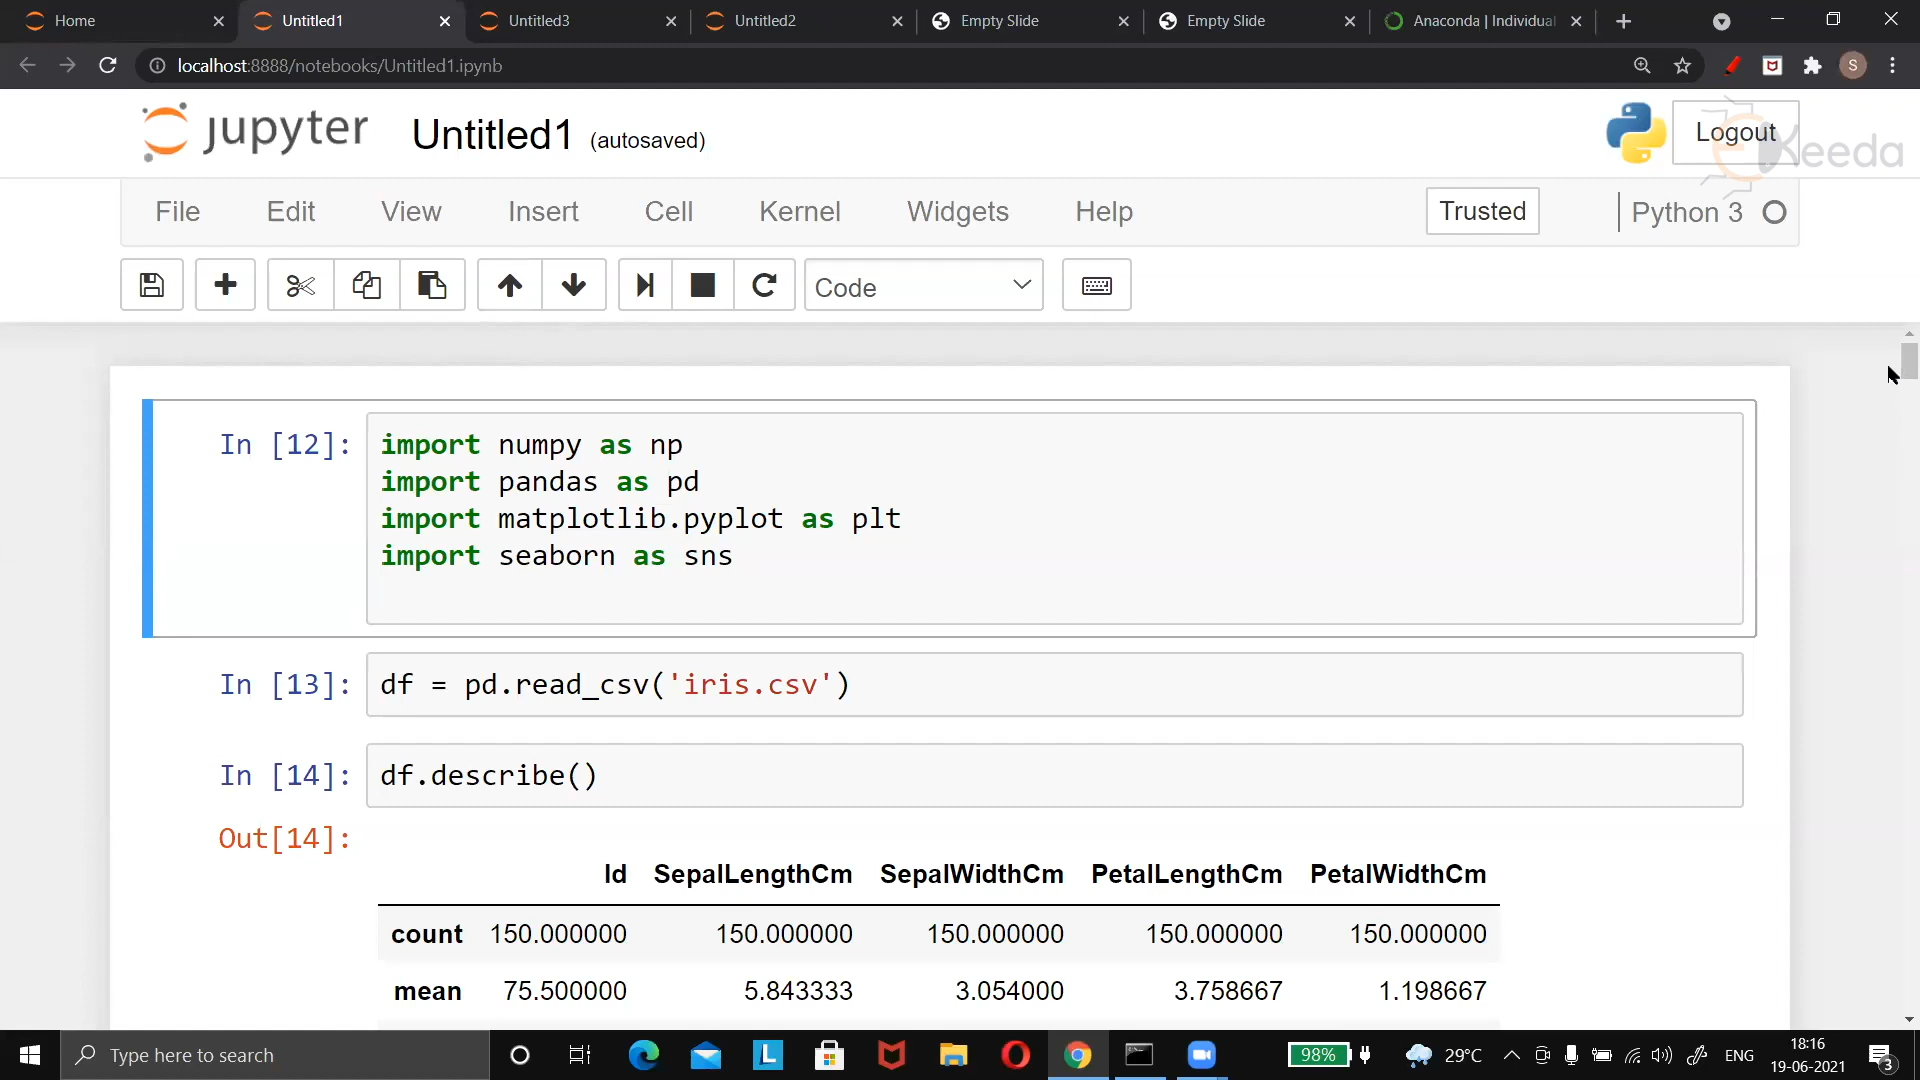 Home
Untitled1
Untitled3
Untitled2
Empty Slide
Empty Slide
Anaconda | Individual
localhost:8888/notebooks/Untitled1.ipynb
S
jupyter Untitled1 (autosaved)
Logout
Keeda
File Edit View Insert Cell Kernel Widgets Help
Trusted
Python 3
Code
In [12]: import numpy as np
import pandas as pd
import matplotlib.pyplot as plt
import seaborn as sns
In [13]: df = pd.read_csv('iris.csv')
In [14]: df.describe()
Out[14]:
Id SepalLengthCm SepalWidthCm PetalLengthCm PetalWidthCm
count 150.000000 150.000000 150.000000 150.000000 150.000000
mean 75.500000 5.843333 3.054000 3.758667 1.198667
Type here to search
L
98%
29°C
ENG
18:16
19-06-2021
3